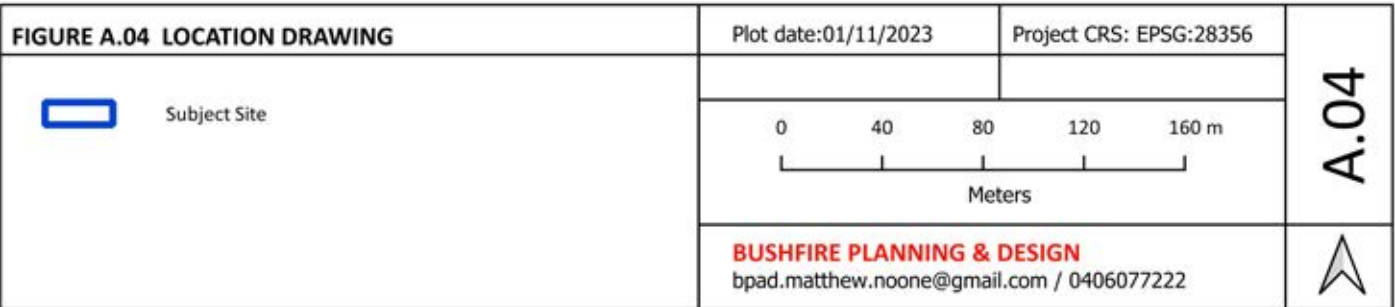 FIGURE A.04 LOCATION DRAWING
Plot date:01/11/2023
Project CRS: EPSG:28356
Subject Site
0 40 80 120 160 m
Meters
BUSHFIRE PLANNING & DESIGN
bpad.matthew.noone@gmail.com / 0406077222
A.04